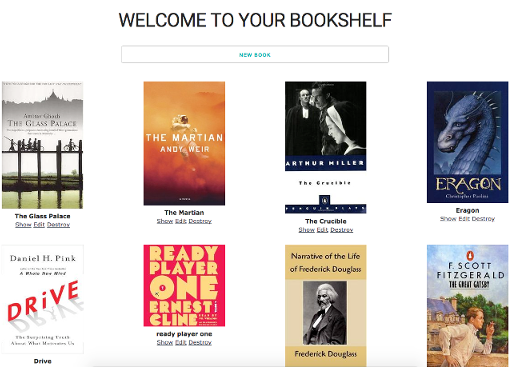 WELCOME TO YOUR BOOKSHELF
NEW BOOK
Amitav Ghosh
THE GLASS PALACE
The Glass Palace
Show Edit Destroy
THE MARTIAN
ANDY WEIR
The Martian
Show Edit Destroy
ARTHUR MILLER
The Crucible
PENGUIN PLAYS
The Crucible
Show Edit Destroy
ERAGON
Christopher Paolini
Eragon
Show Edit Destroy
Daniel H. Pink
A Whole New Mind
DRiVE
The Surprising Truth
About What Motivates Us
Drive
READY
PLAYER
ONE
ERNEST
CLINE
ready player one
Show Edit Destroy
Narrative of the Life
of Frederick Douglass
Frederick Douglass
F. SCOTT
FITZGERALD
THE GREAT GATSBY